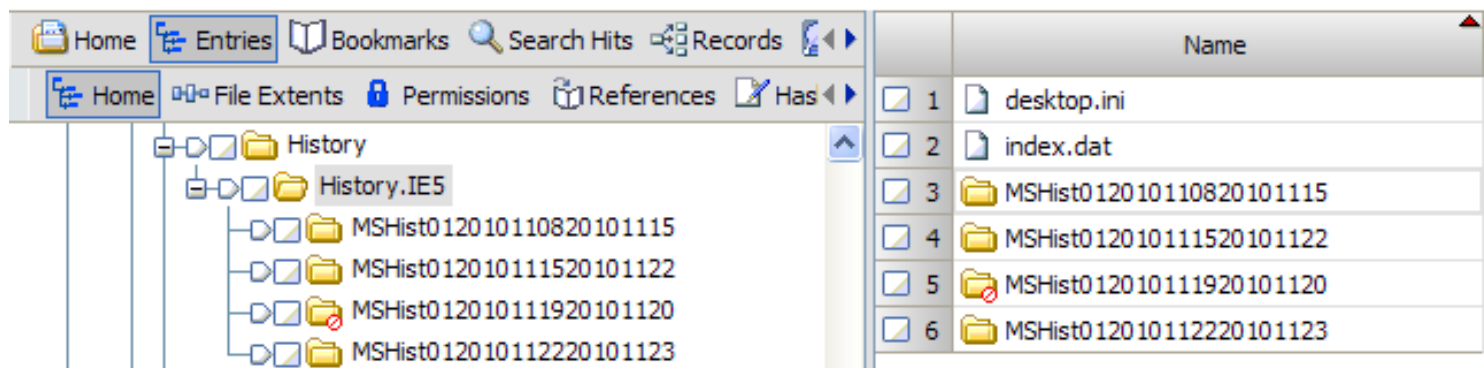 Home Entries Bookmarks Search Hits Records
Home File Extents Permissions References Has
History
History.IE5
MSHist012010110820101115
MSHist012010111520101122
MSHist012010111920101120
MSHist012010112220101123
Name
1 desktop.ini
2 index.dat
3 MSHist012010110820101115
4 MSHist012010111520101122
5 MSHist012010111920101120
6 MSHist012010112220101123